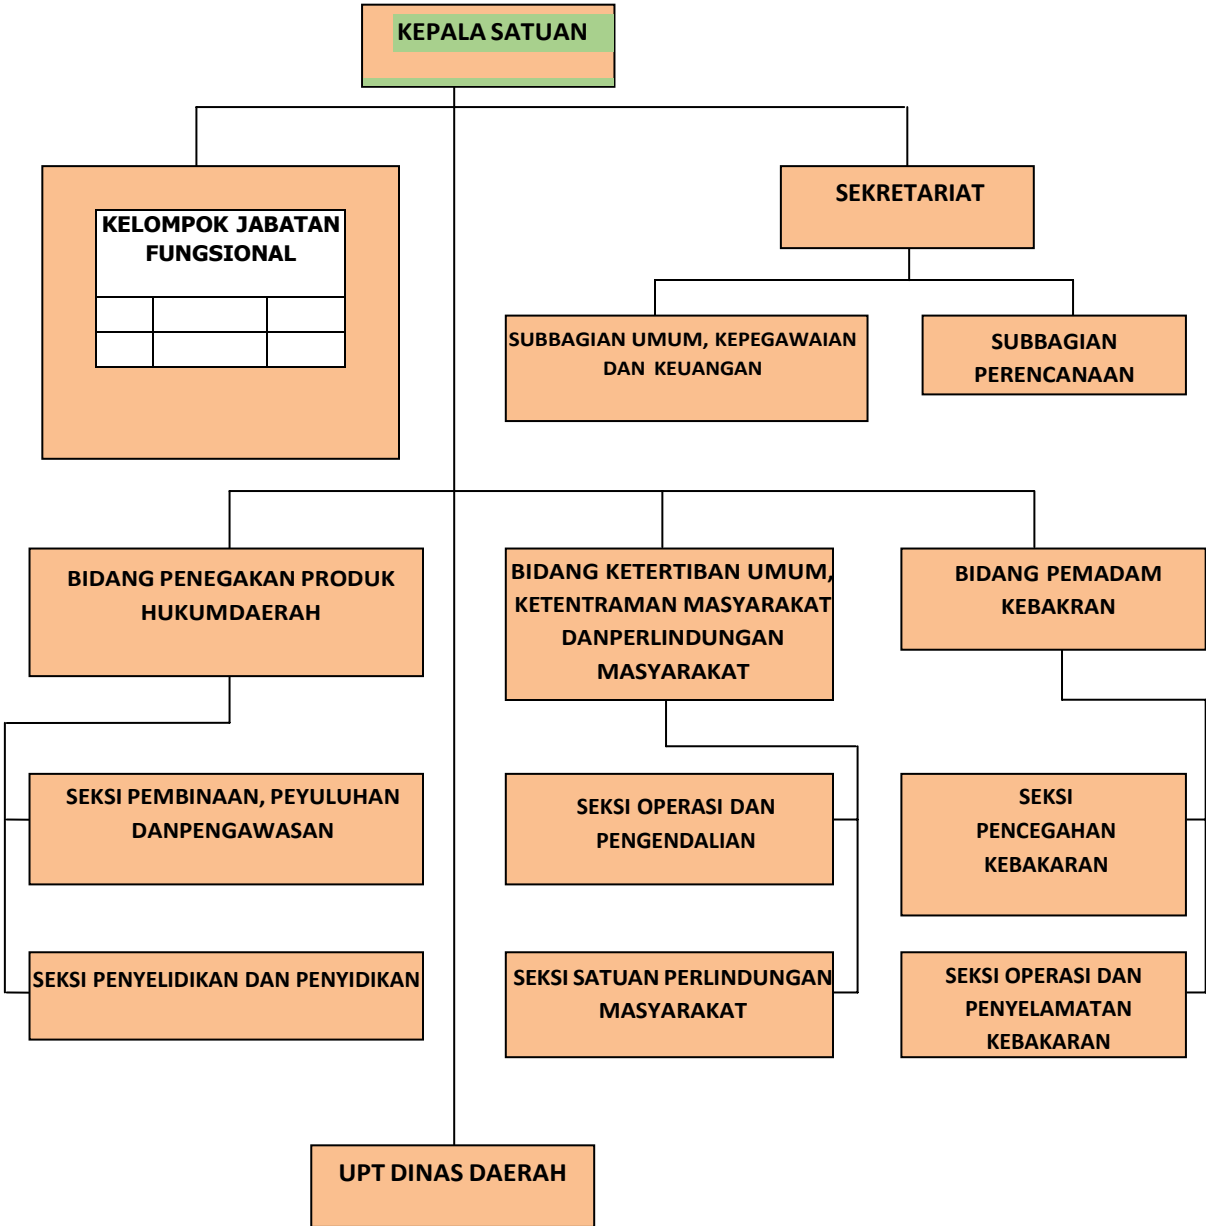 KEPALA SATUAN
KELOMPOK JABATAN
FUNGSIONAL
SEKRETARIAT
SUBBAGIAN UMUM, KEPEGAWAIAN
DAN KEUANGAN
SUBBAGIAN
PERENCANAAN
BIDANG PENEGAKAN PRODUK
HUKUMDAERAH
BIDANG KETERTIBAN UMUM,
KETENTRAMAN MASYARAKAT
DANPERLINDUNGAN
MASYARAKAT
BIDANG PEMADAM
KEBAKRAN
SEKSI PEMBINAAN, PEYULUHAN
DANPENGAWASAN
SEKSI OPERASI DAN
PENGENDALIAN
SEKSI
PENCEGAHAN
KEBAKARAN
SEKSI PENYELIDIKAN DAN PENYIDIKAN
SEKSI SATUAN PERLINDUNGAN
MASYARAKAT
SEKSI OPERASI DAN
PENYELAMATAN
KEBAKARAN
UPT DINAS DAERAH